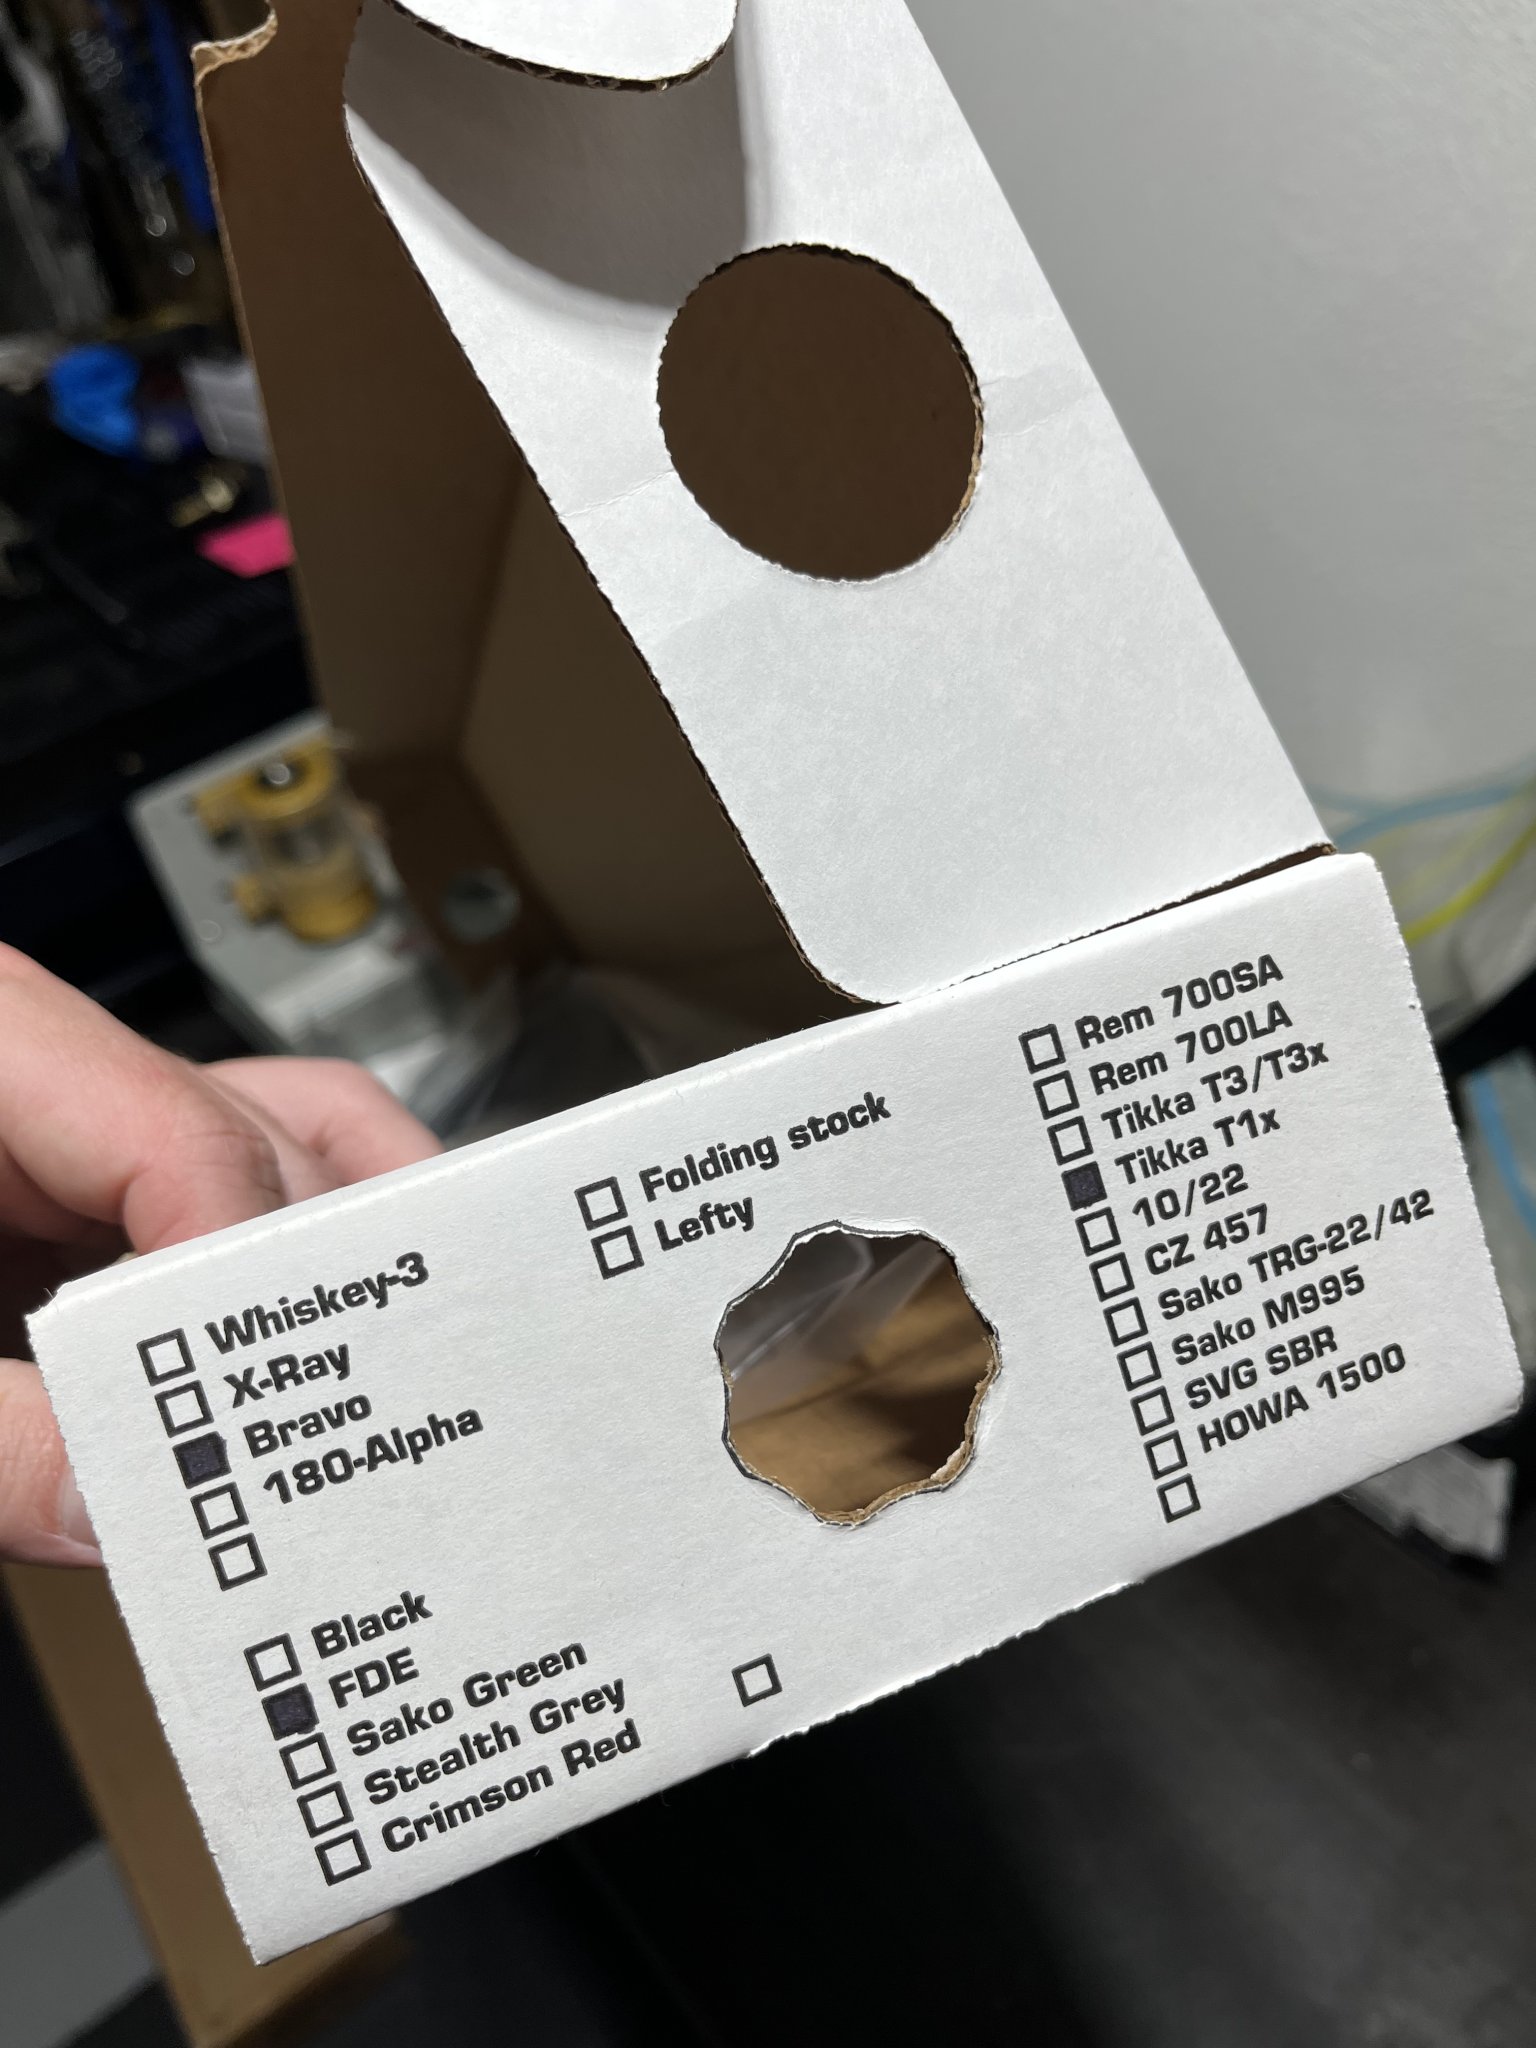 Whiskey-3
X-Ray
Bravo
180-Alpha
Black
FDE
Sako Green
Stealth Grey
Crimson Red
Folding stock
Lefty
Rem 700SA
Rem 700LA
Tikka T3/T3x
Tikka T1x
10/22
CZ 457
Sako TRG-22/42
Sako M995
SVG SBR
HOWA 1500